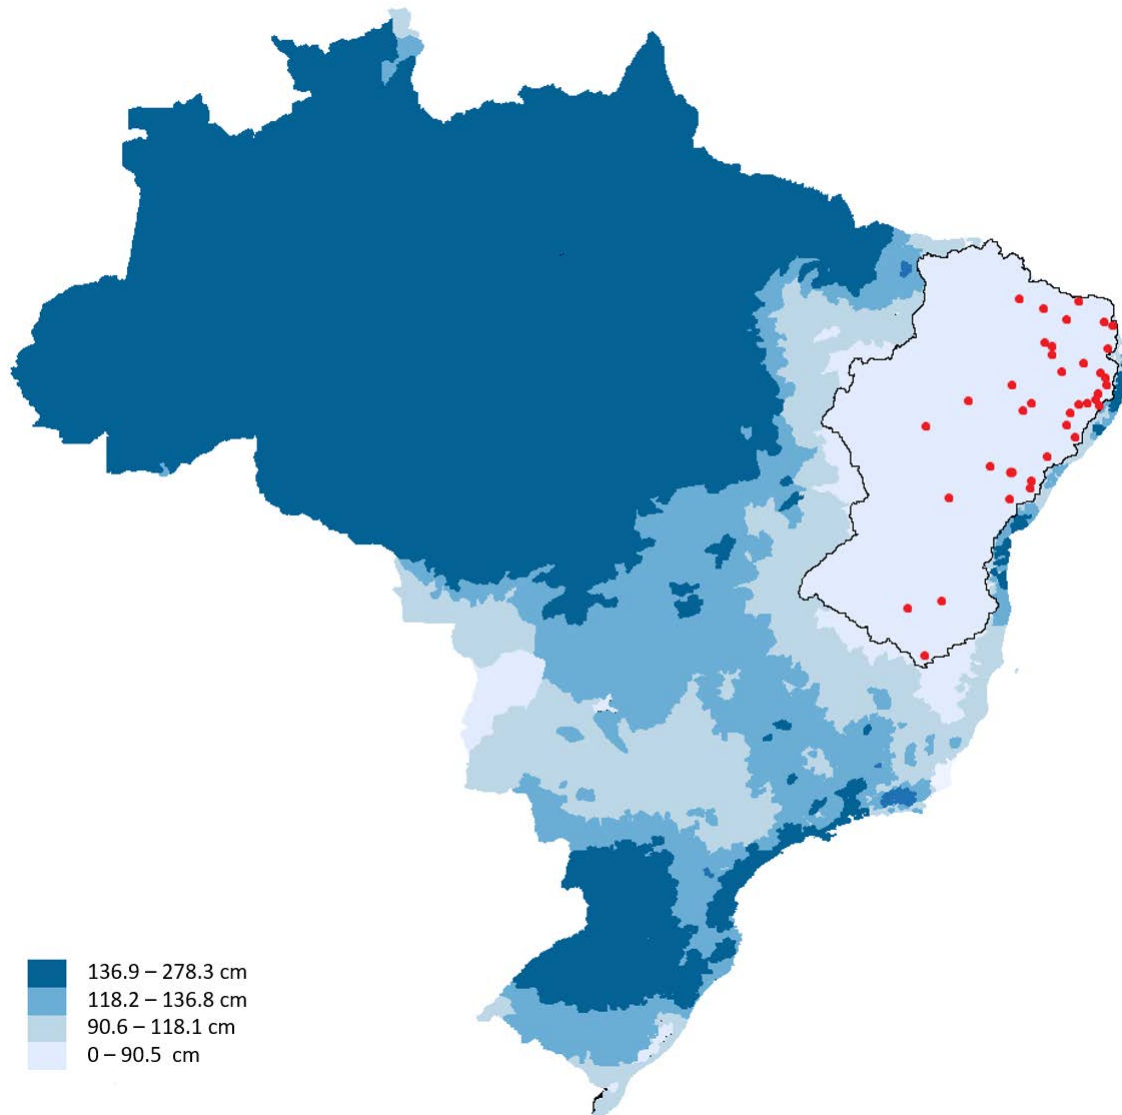 136.9 – 278.3 cm
118.2 – 136.8 cm
90.6 – 118.1 cm
0 – 90.5  cm